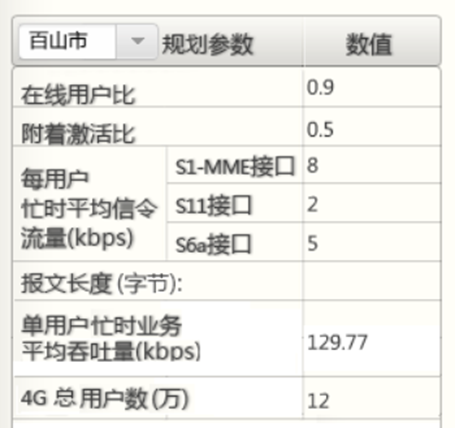 百山市 规划参数 数值
在线用户比 0.9
附着激活比 0.5
每用户
忙时平均信令
流量(kbps)
S1-MME接口 8
S11接口 2
S6a接口 5
报文长度(字节):
单用户忙时业务
平均吞吐量(kbps) 129.77
4G 总用户数(万) 12